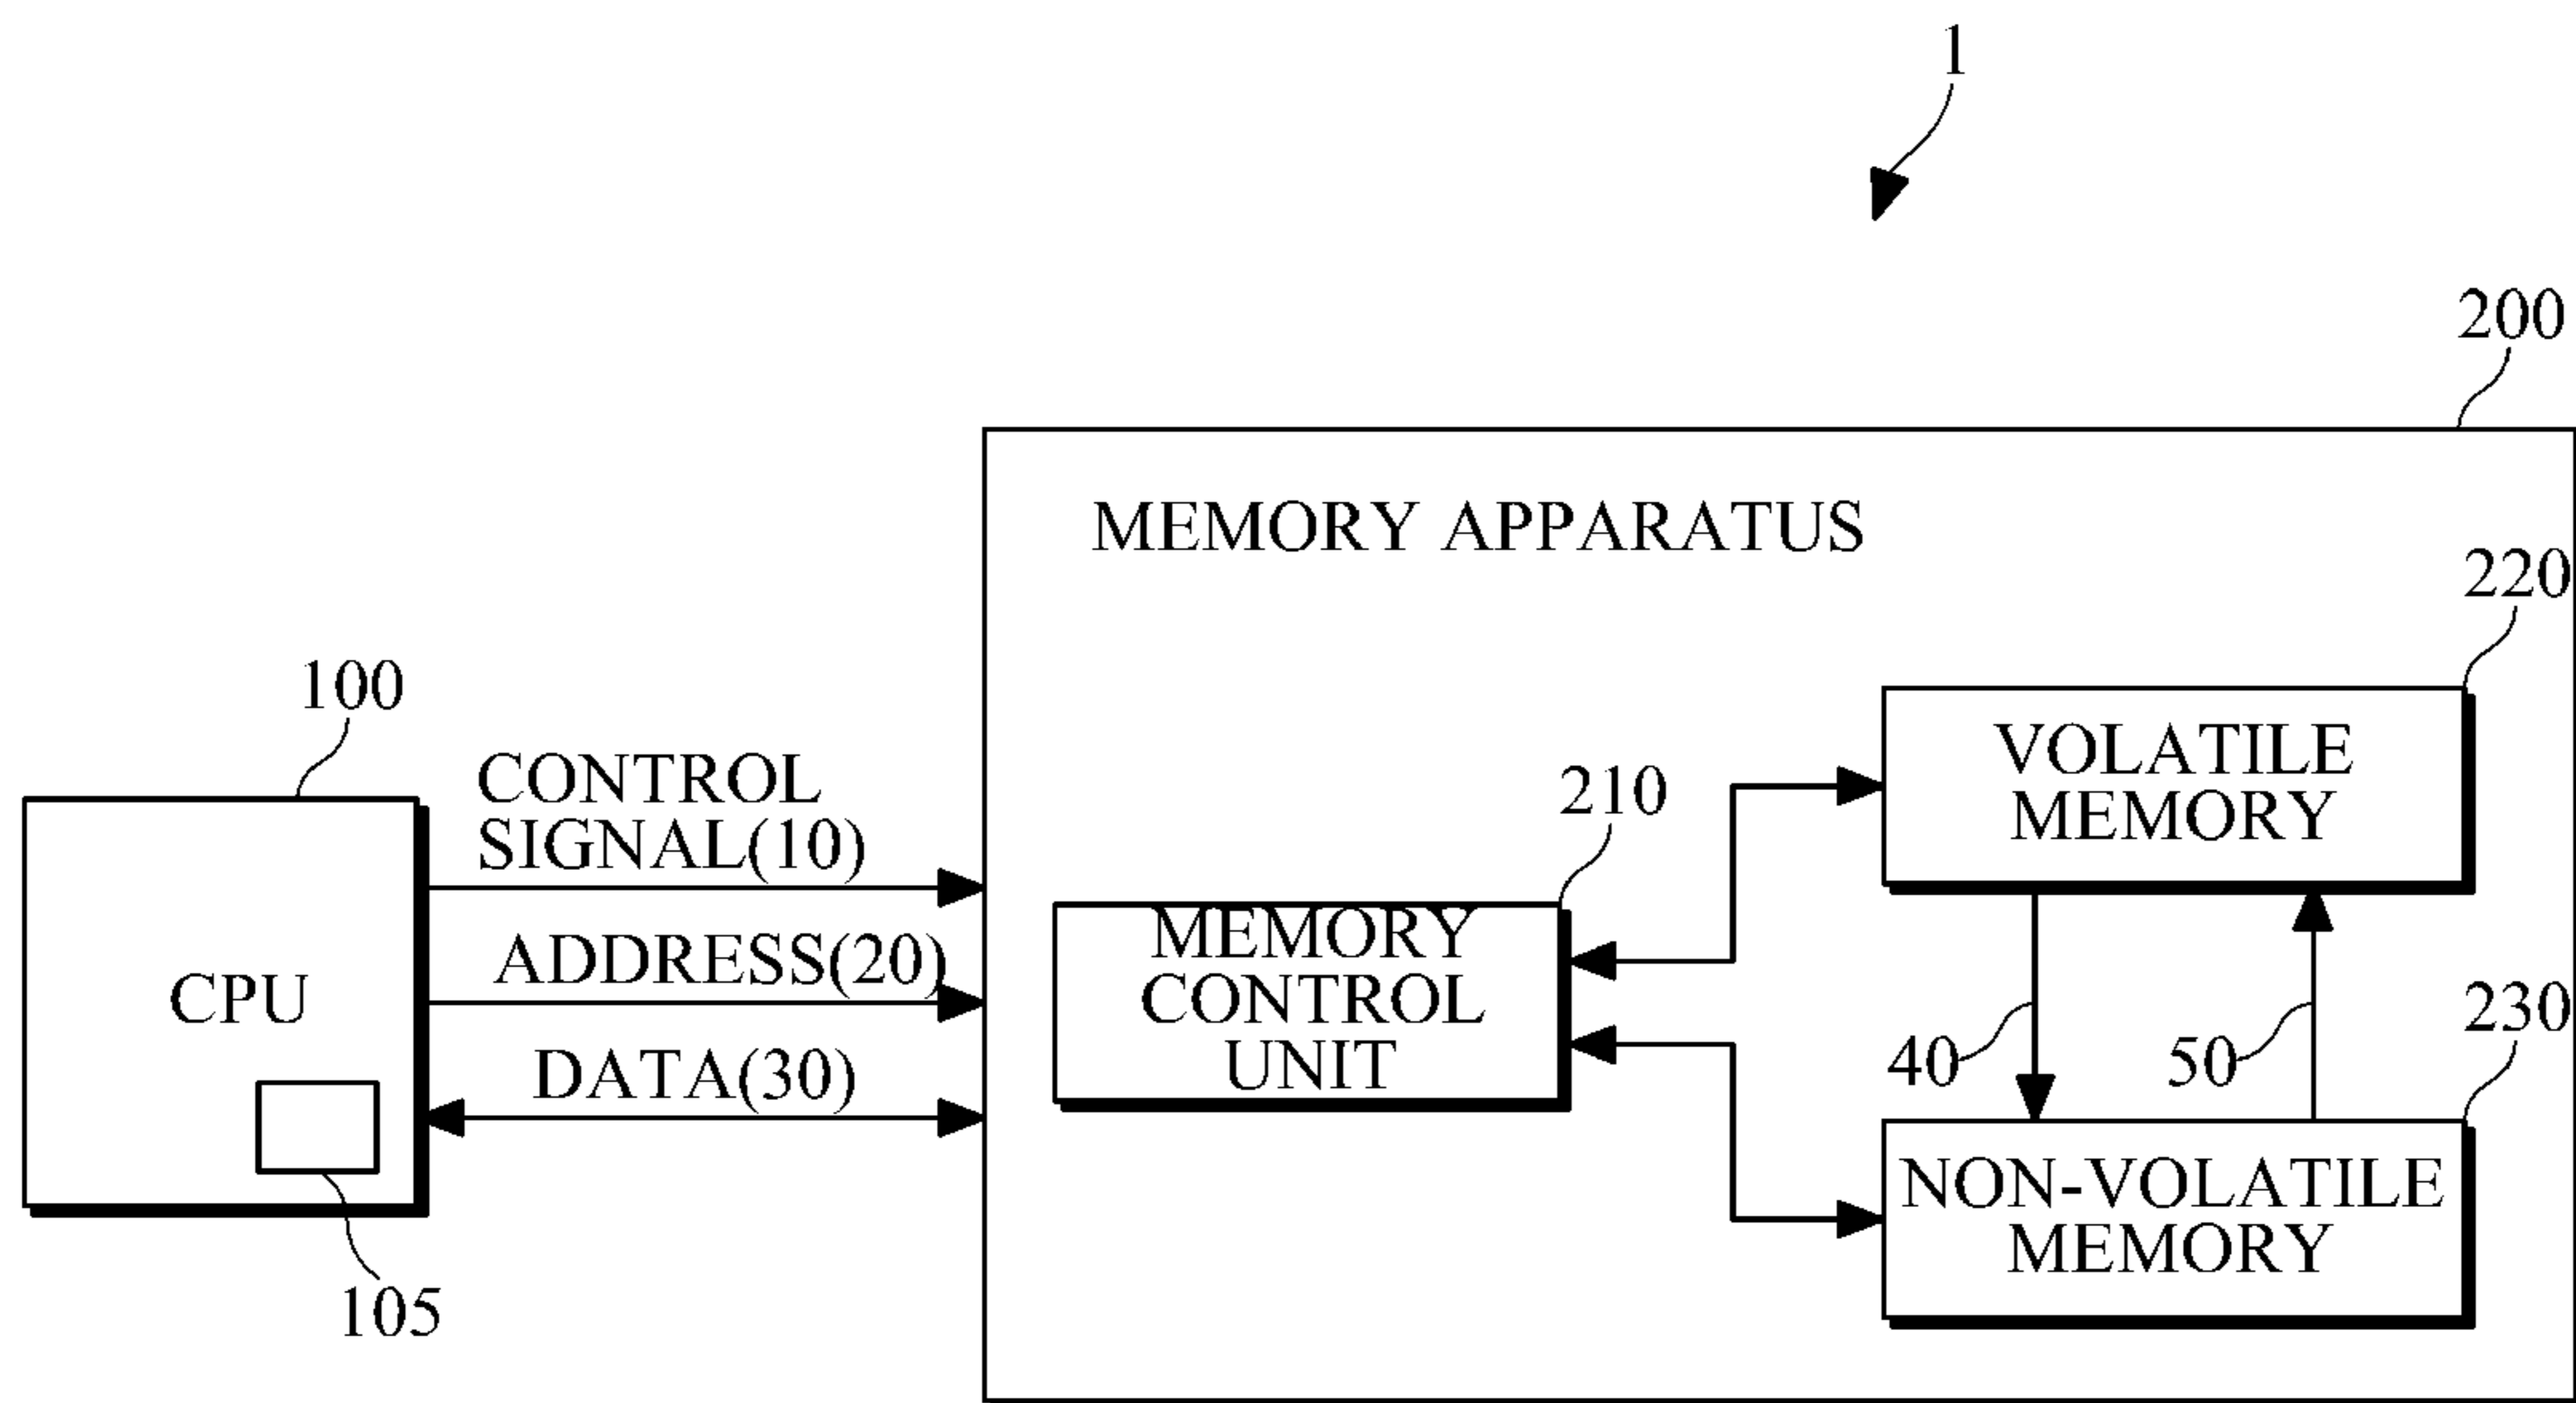 1
200
MEMORY APPARATUS
220
100
VOLATILE
MEMORY
CONTROL
SIGNAL(10)
210
ADDRESS(20)
MEMORY
CONTROL
UNIT
CPU
DATA(30)
40
50
230
NON-VOLATILE
MEMORY
105